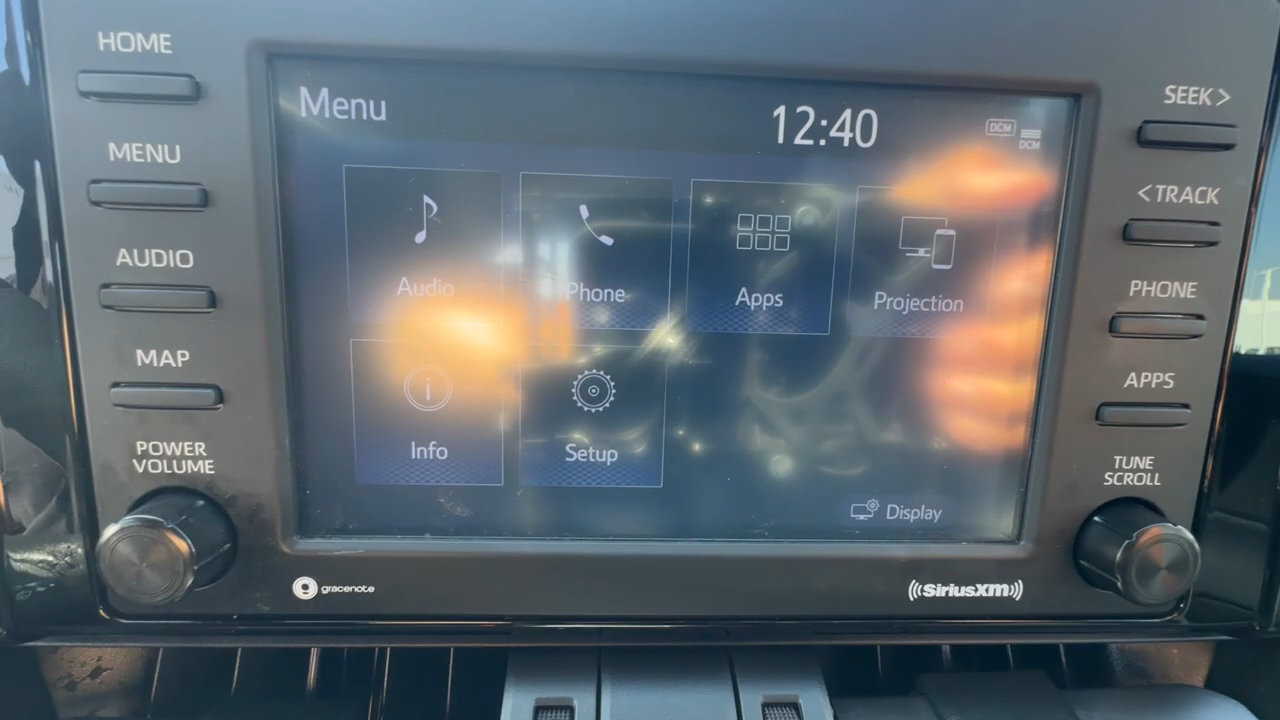 HOME
MENU
AUDIO
MAP
POWER
VOLUME
Menu
12:40
DCM
DCM
Audio
Phone
Apps
Projection
Info
Setup
Display
SEEK>
<TRACK
PHONE
APPS
TUNE
SCROLL
gracenote
((SiriusXM))